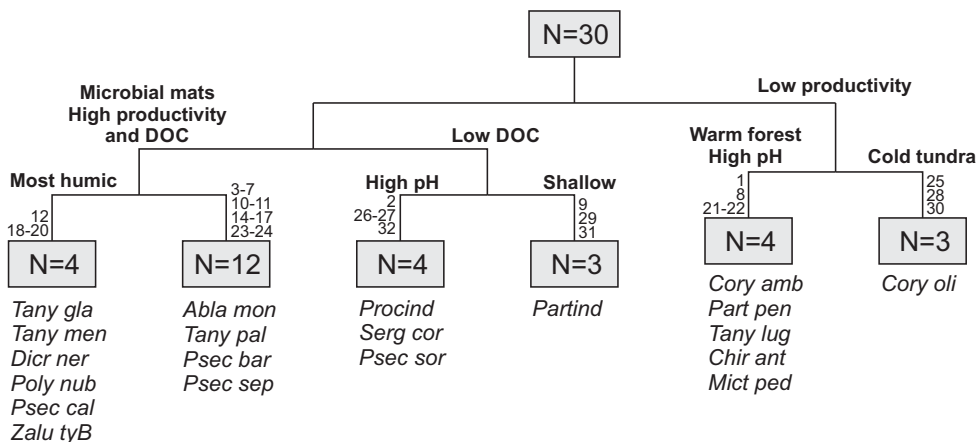 N=30
Microbial mats
High productivity
and DOC
Low productivity
Low DOC
Warm forest
High pH
Cold tundra
Most humic
High pH
Shallow
12
18-20
3-7
10-11
14-17
23-24
2
26-27
32
9
29
31
1
8
21-22
25
28
30
N=4
N=12
N=4
N=3
N=4
N=3
Tany gla
Tany men
Dicr ner
Poly nub
Psec cal
Zalu tyB
Abla mon
Tany pal
Psec bar
Psec sep
Procind
Serg cor
Psec sor
Partind
Cory amb
Part pen
Tany lug
Chir ant
Mict ped
Cory oli